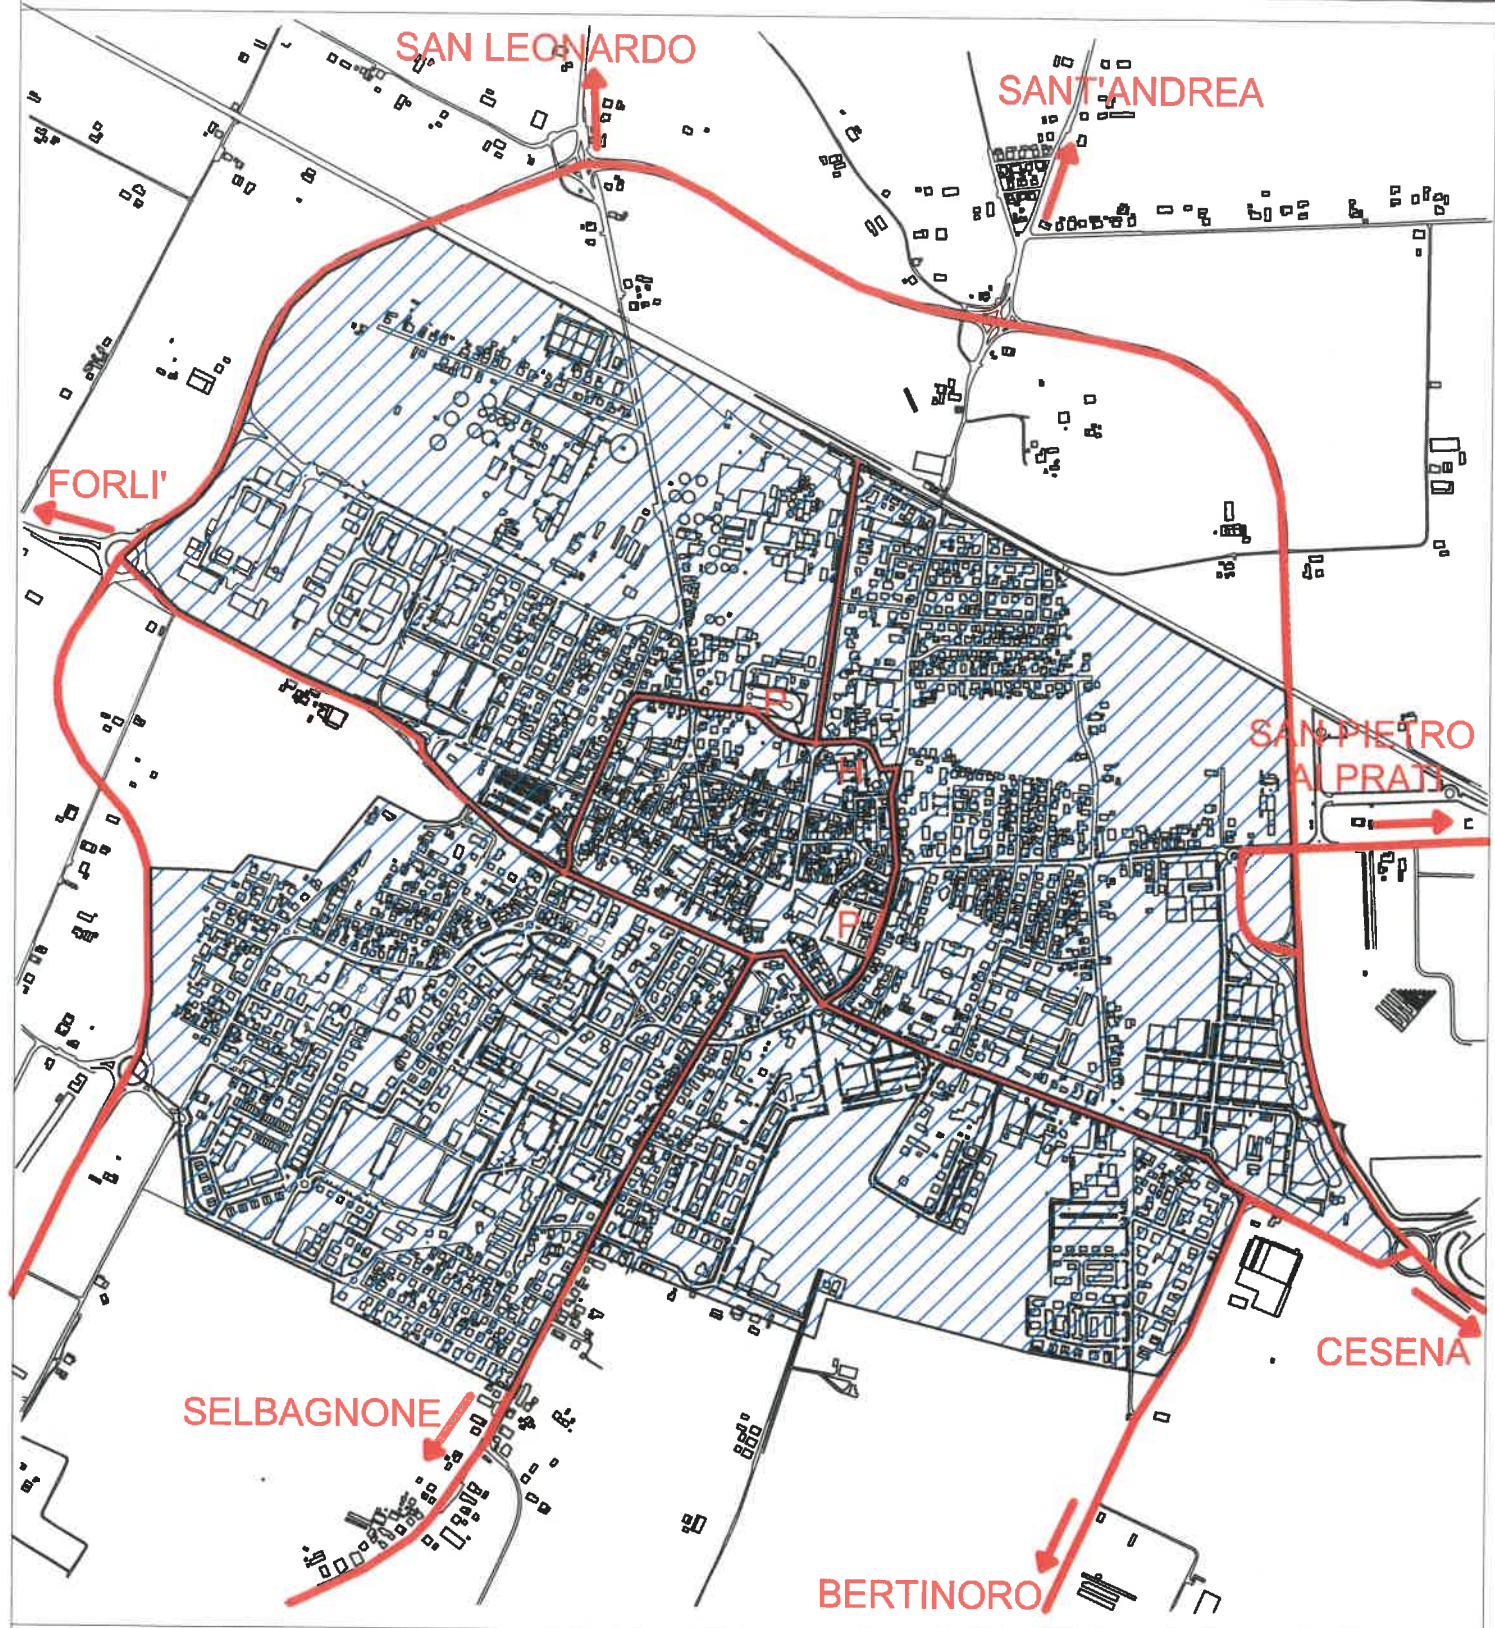 SAN LEONARDO
SANT'ANDREA
FORLI'
P
SAN PIETRO
AI PRATI
H
P
CESENA
SELBAGNONE
BERTINORO